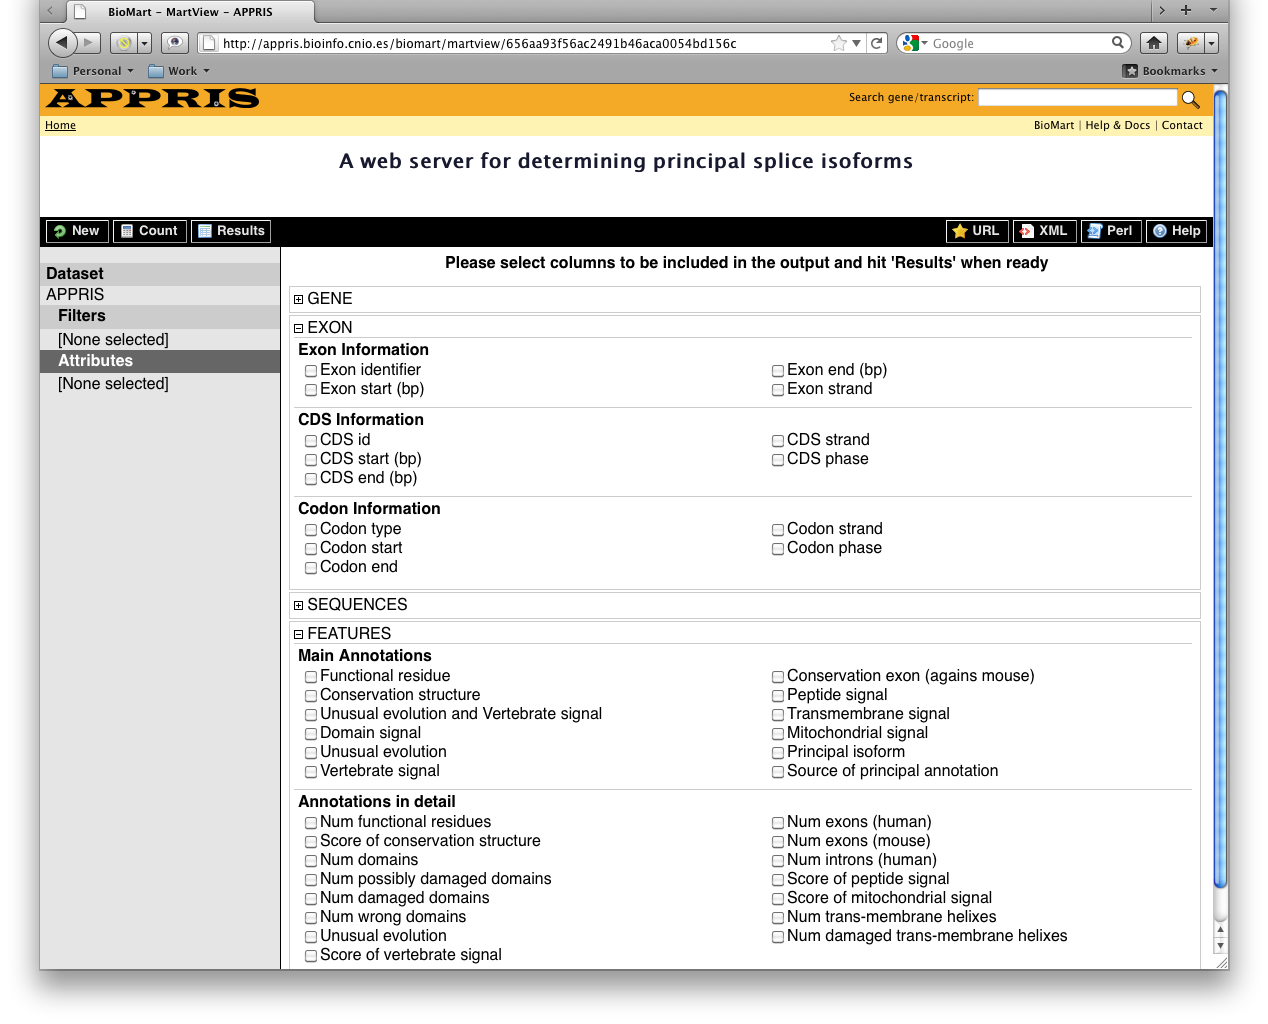 BioMart – MartView – APPRIS
http://appris.bioinfo.cnio.es/biomart/martview/656aa93f56ac2491b46aca0054bd156c
Google
Personal Work Bookmarks
APPRIS Search gene/transcript:
Home BioMart | Help & Docs | Contact
A web server for determining principal splice isoforms
New Count Results URL XML Perl Help
Please select columns to be included in the output and hit 'Results' when ready
Dataset
APPRIS
Filters
[None selected]
Attributes
[None selected]
GENE
EXON
Exon Information
Exon identifier Exon end (bp)
Exon start (bp) Exon strand
CDS Information
CDS id CDS strand
CDS start (bp) CDS phase
CDS end (bp)
Codon Information
Codon type Codon strand
Codon start Codon phase
Codon end
SEQUENCES
FEATURES
Main Annotations
Functional residue Conservation exon (agains mouse)
Conservation structure Peptide signal
Unusual evolution and Vertebrate signal Transmembrane signal
Domain signal Mitochondrial signal
Unusual evolution Principal isoform
Vertebrate signal Source of principal annotation
Annotations in detail
Num functional residues Num exons (human)
Score of conservation structure Num exons (mouse)
Num domains Num introns (human)
Num possibly damaged domains Score of peptide signal
Num damaged domains Score of mitochondrial signal
Num wrong domains Num trans-membrane helixes
Unusual evolution Num damaged trans-membrane helixes
Score of vertebrate signal